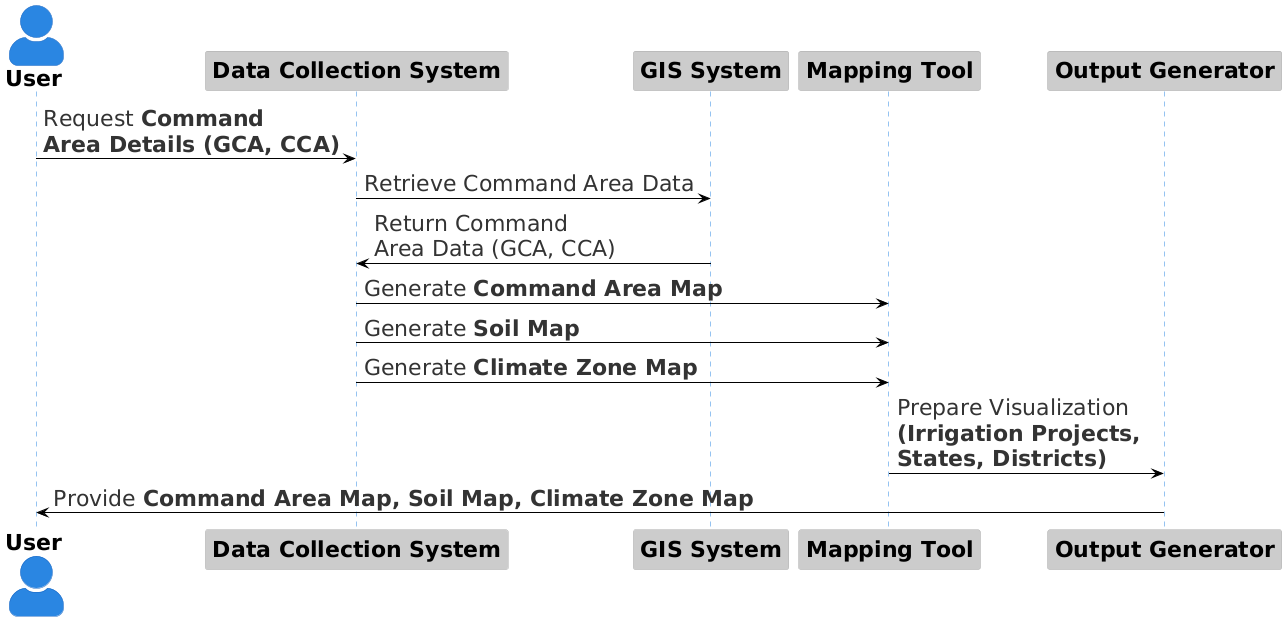 User
Data Collection System
GIS System
Mapping Tool
Output Generator
Request Command
Area Details (GCA, CCA)
Retrieve Command Area Data
Return Command
Area Data (GCA, CCA)
Generate Command Area Map
Generate Soil Map
Generate Climate Zone Map
Prepare Visualization
(Irrigation Projects,
States, Districts)
Provide Command Area Map, Soil Map, Climate Zone Map
User
Data Collection System
GIS System
Mapping Tool
Output Generator